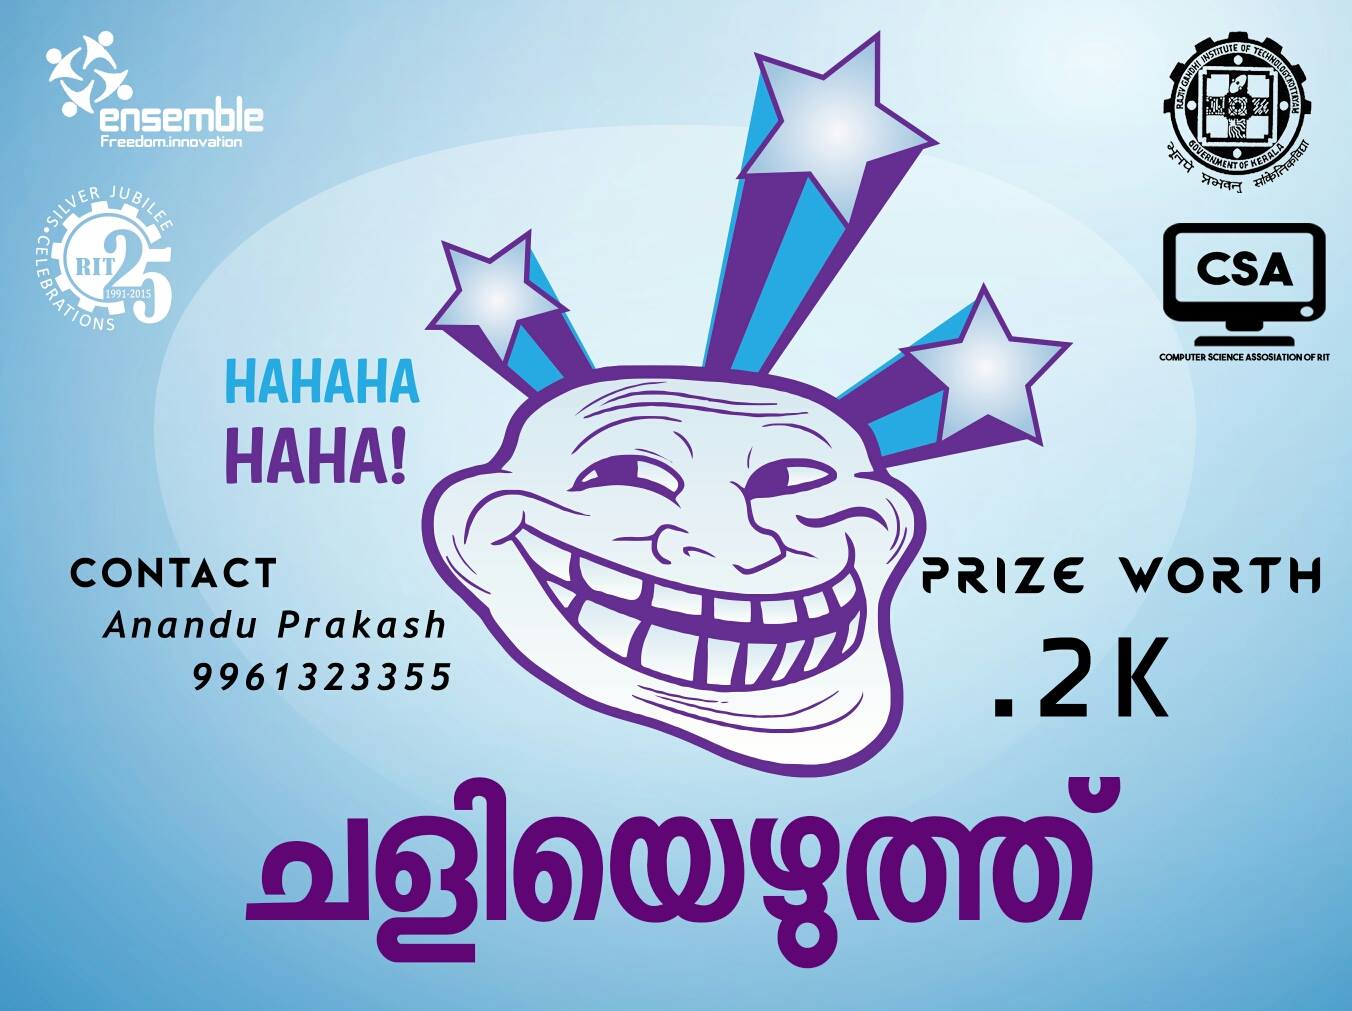 ensemble
Freedom.innovation
RAJIV GANDHI INSTITUTE OF TECHNOLOGY, KOTTAYAM
GOVERNMENT OF KERALA
SILVER JUBILEE
CELEBRATIONS
RIT 25
1991-2015
CSA
COMPUTER SCIENCE ASSOSIATION OF RIT
HAHAHA
HAHA!
CONTACT
Anandu Prakash
9961323355
PRIZE WORTH
.2K
ചളിയെഴുത്ത്